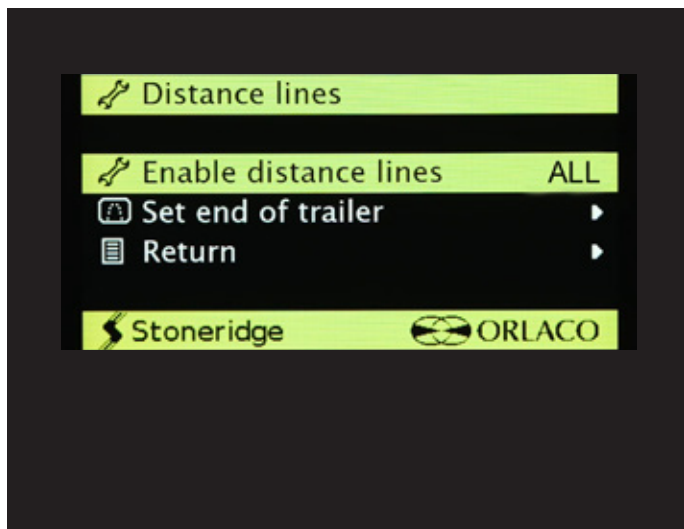 Distance lines
Enable distance lines ALL
Set end of trailer
Return
Stoneridge ORLACO